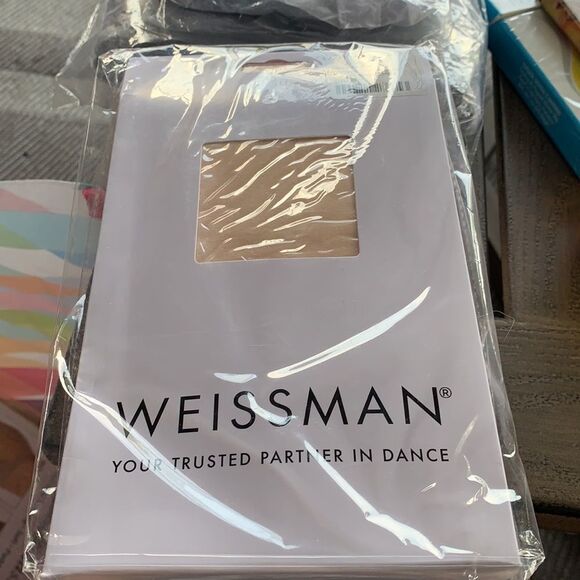 WEISSMAN®
YOUR TRUSTED PARTNER IN DANCE